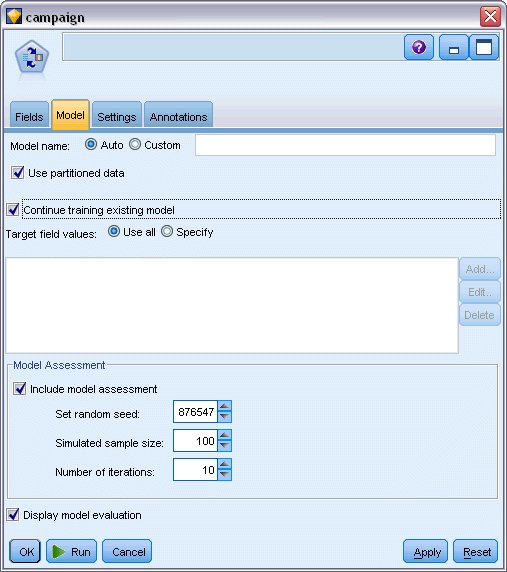 campaign
Fields Model Settings Annotations
Model name: Auto Custom
Use partitioned data
Continue training existing model
Target field values: Use all Specify
Add...
Edit...
Delete
Model Assessment
Include model assessment
Set random seed: 876547
Simulated sample size: 100
Number of iterations: 10
Display model evaluation
OK Run Cancel Apply Reset